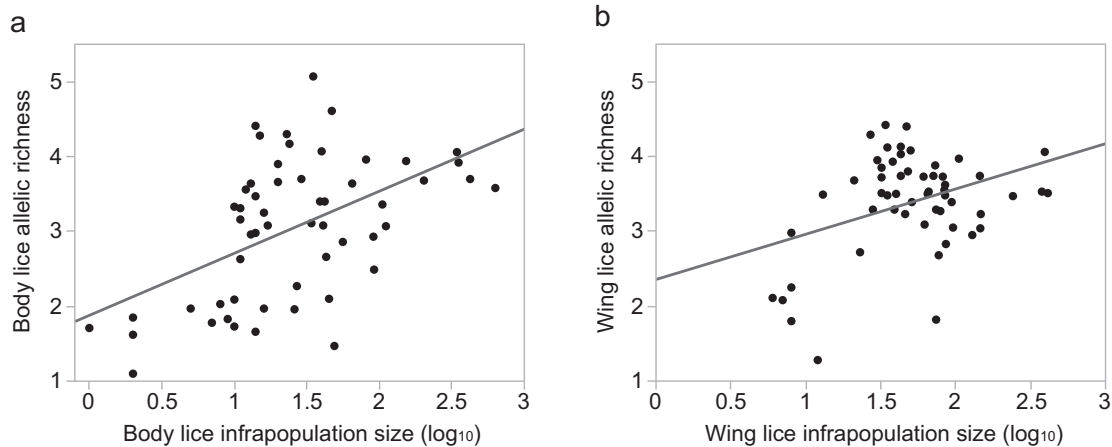 a
b
Body lice allelic richness
5
4
3
2
1
0 0.5 1 1.5 2 2.5 3
Body lice infrapopulation size (log10)
Wing lice allelic richness
5
4
3
2
1
0 0.5 1 1.5 2 2.5 3
Wing lice infrapopulation size (log10)